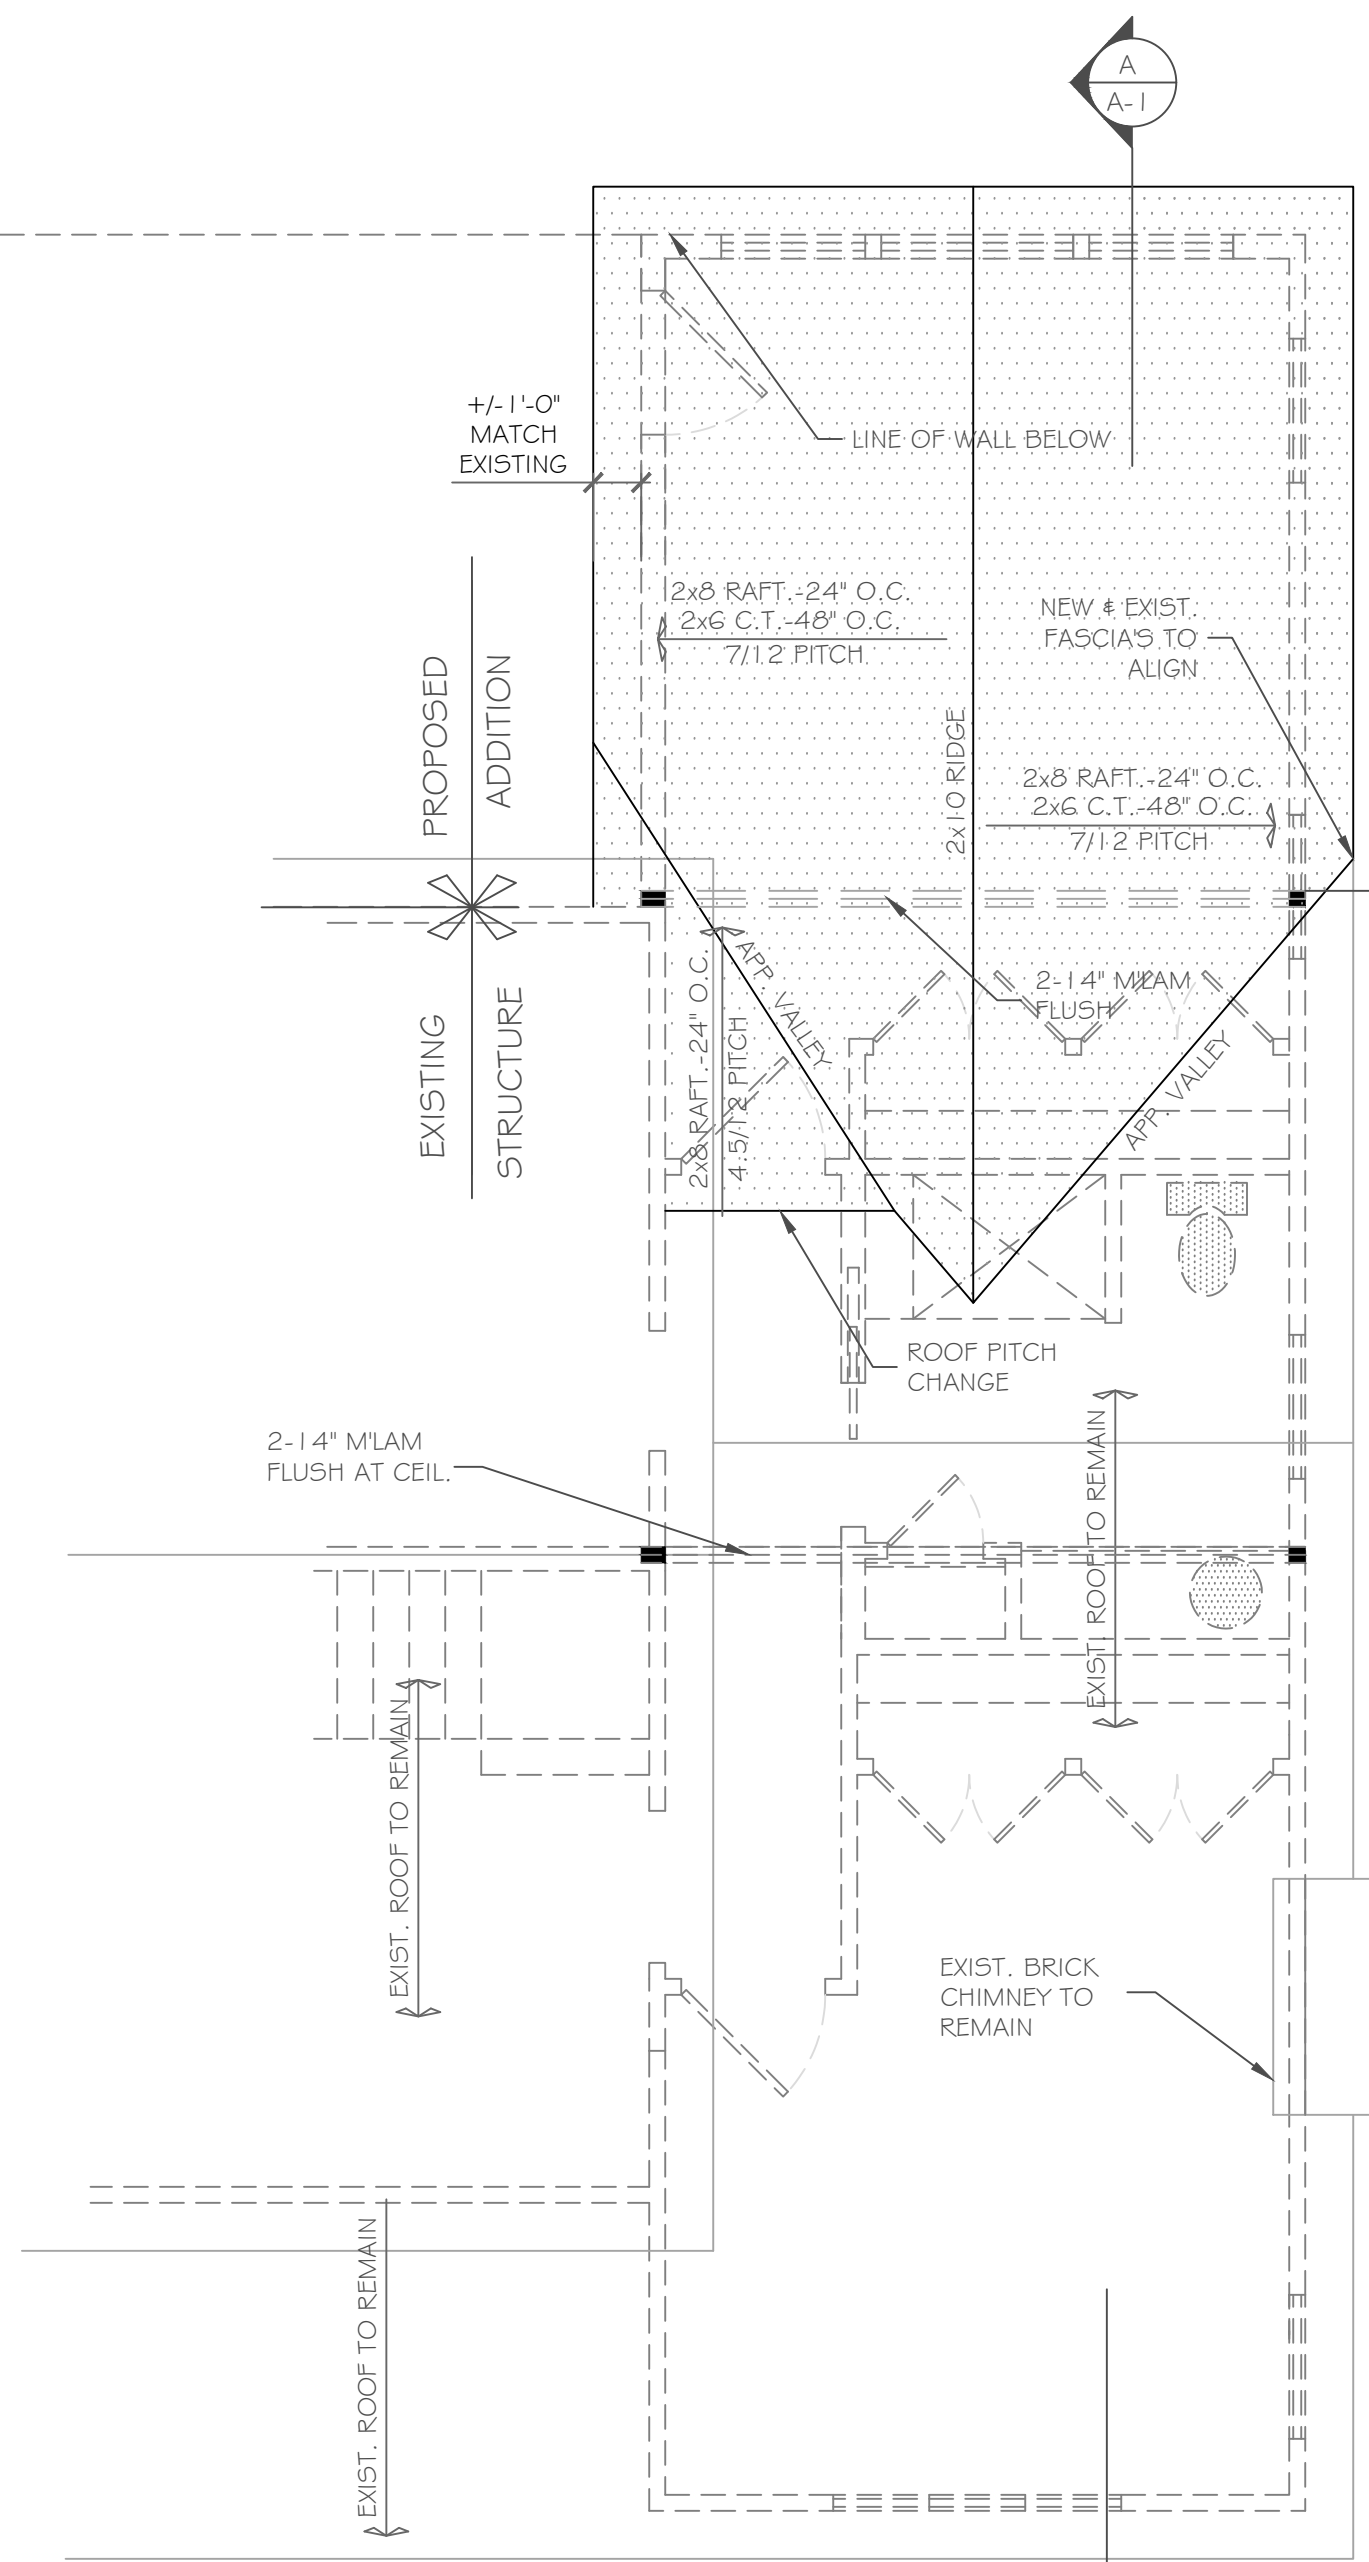 A
A-1
+/-1'-0"
MATCH
EXISTING
LINE OF WALL BELOW
2x8 RAFT.-24" O.C.
2x6 C.T.-48" O.C.
7/12 PITCH
NEW & EXIST.
FASCIA'S TO
ALIGN
PROPOSED
ADDITION
2x10 RIDGE
2x8 RAFT.-24" O.C.
2x6 C.T.-48" O.C.
7/12 PITCH
EXISTING
STRUCTURE
2x8 RAFT.-24" O.C.
4.5/12 PITCH
APP. VALLEY
2-14" M'LAM
FLUSH
APP. VALLEY
ROOF PITCH
CHANGE
2-14" M'LAM
FLUSH AT CEIL.
EXIST. ROOF TO REMAIN
EXIST. ROOF TO REMAIN
EXIST. BRICK
CHIMNEY TO
REMAIN
EXIST. ROOF TO REMAIN